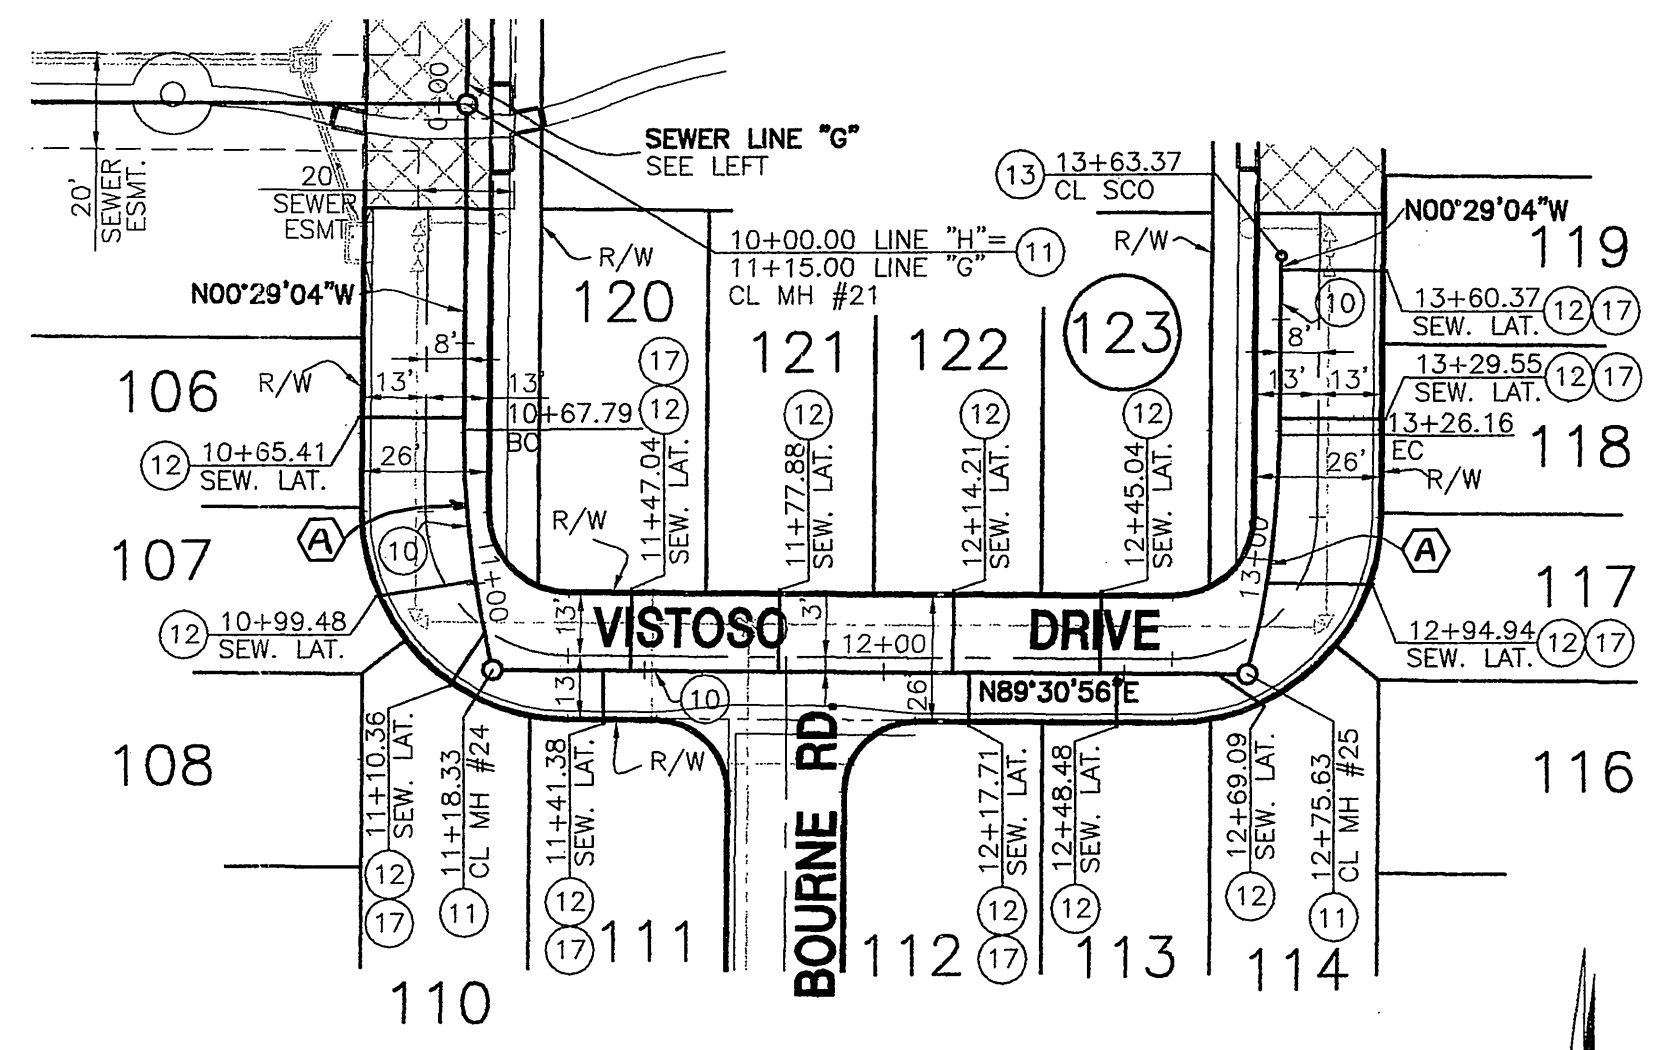 0+00
SEWER LINE "G"
SEE LEFT
20'
SEWER
ESMT.
20'
SEWER
ESMT.
13
13+63.37
CL SCO
N00°29'04"W
119
R/W
R/W
10+00.00 LINE "H"=
11+15.00 LINE "G"
CL MH #21
11
N00°29'04"W
120
121
122
123
10
13+60.37
SEW. LAT.
12
17
8'
8'
13+29.55
SEW. LAT.
12
17
106
R/W
13'
13'
13'
13'
10+67.79
BC
17
12
11+47.04
SEW. LAT.
12
11+77.88
SEW. LAT.
12
12+14.21
SEW. LAT.
12
12+45.04
SEW. LAT.
13+26.16
EC
118
12
10+65.41
SEW. LAT.
26'
26'
R/W
R/W
107
A
10
11+00
13+00
A
117
12
10+99.48
SEW. LAT.
13'
VISTOSO
3'
12+00
DRIVE
12+94.94
SEW. LAT.
12
17
13'
10
26'
N89°30'56"E
108
11+10.36
SEW. LAT.
12
17
11+18.33
CL MH #24
11
11+41.38
SEW. LAT.
12
17
R/W
BOURNE RD.
12+17.71
SEW. LAT.
12
17
12+48.48
SEW. LAT.
12
12+69.09
SEW. LAT.
12
12+75.63
CL MH #25
11
116
110
111
112
113
114